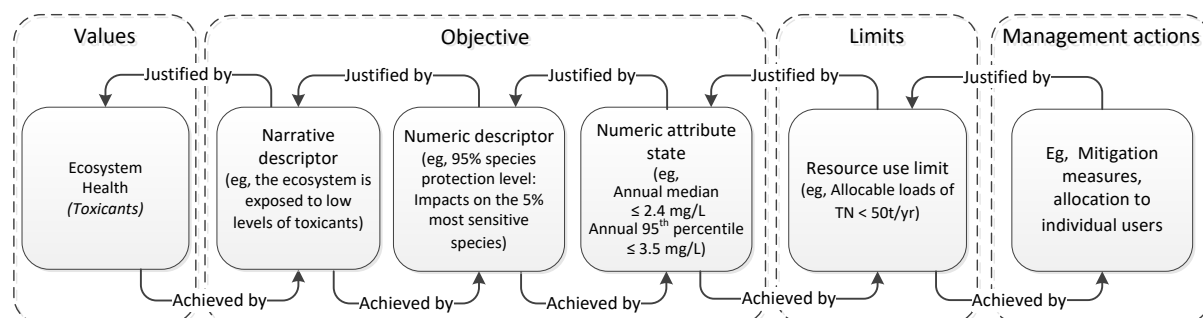 Values
Objective
Limits
Management actions
Justified by
Justified by
Justified by
Justified by
Justified by
Ecosystem
Health
(Toxicants)
Narrative
descriptor
(eg, the ecosystem is
exposed to low
levels of toxicants)
Numeric descriptor
(eg, 95% species
protection level:
Impacts on the 5%
most sensitive
species)
Numeric attribute
state
(eg,
Annual median
≤ 2.4 mg/L
Annual 95th percentile
≤ 3.5 mg/L)
Resource use limit
(eg, Allocable loads of
TN < 50t/yr)
Eg, Mitigation
measures,
allocation to
individual users
Achieved by
Achieved by
Achieved by
Achieved by
Achieved by